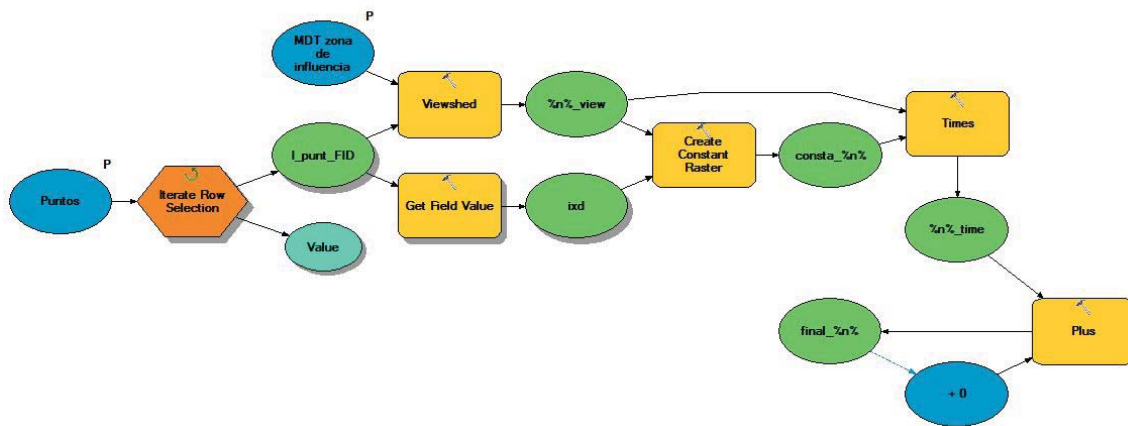 P
MDT zona
de
influencia
Viewshed
%n%_view
Times
Create
Constant
Raster
consta_%n%
I_punt_FID
P
Puntos
Iterate Row
Selection
Get Field Value
ixd
Value
%n%_time
final_%n%
Plus
+ 0